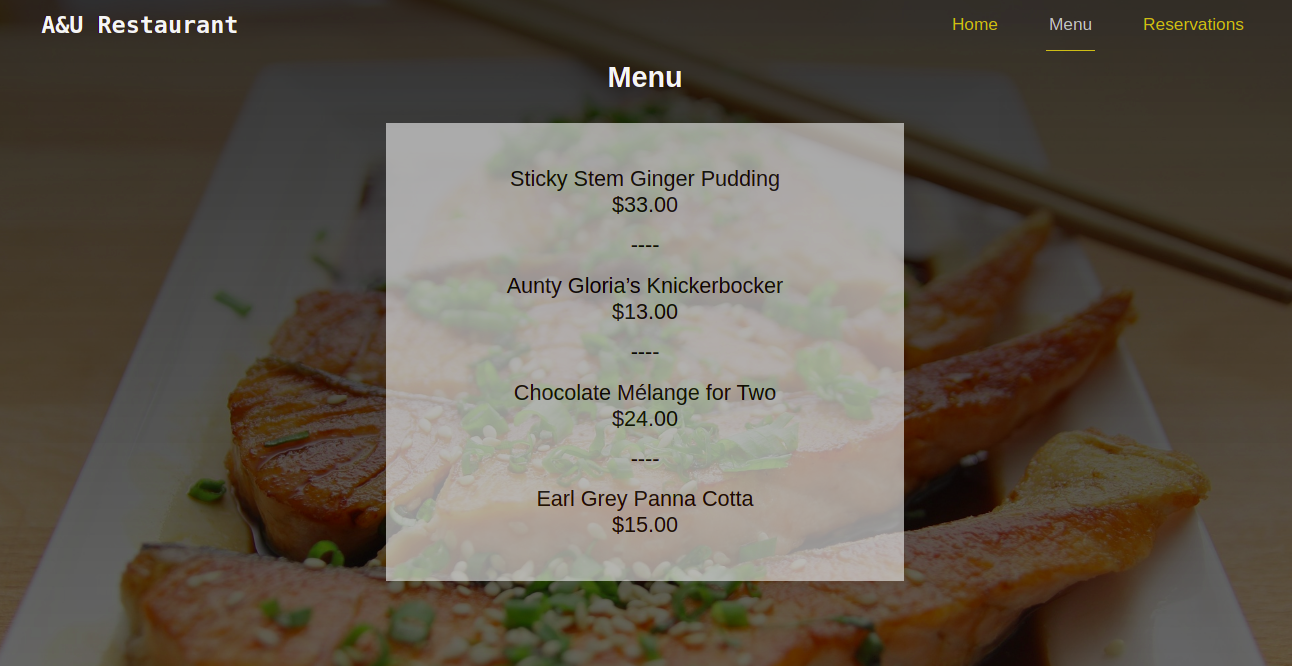 A&U Restaurant
Home Menu Reservations
Menu
Sticky Stem Ginger Pudding
$33.00
----
Aunty Gloria’s Knickerbocker
$13.00
----
Chocolate Mélange for Two
$24.00
----
Earl Grey Panna Cotta
$15.00